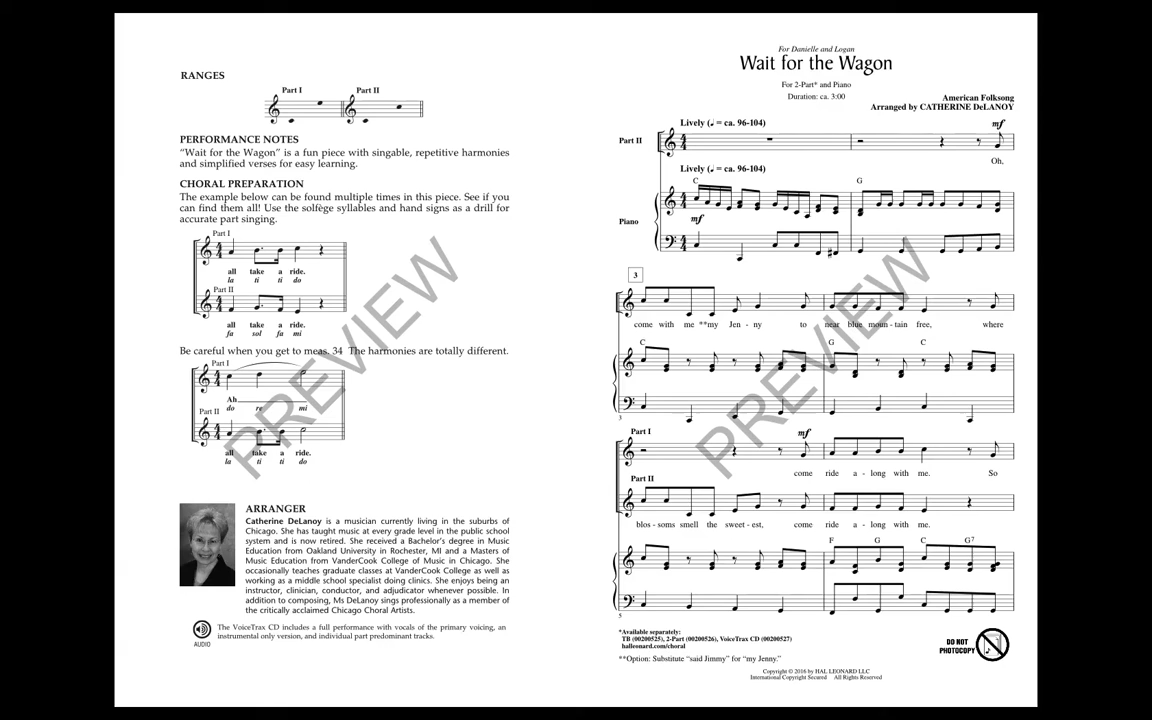 RANGES
Part I Part II
PERFORMANCE NOTES
“Wait for the Wagon” is a fun piece with singable, repetitive harmonies
and simplified verses for easy learning.
CHORAL PREPARATION
The example below can be found multiple times in this piece. See if you
can find them all! Use the solfège syllables and hand signs as a drill for
accurate part singing.
Part I
all take a ride.
la ti ti do
Part II
all take a ride.
fa sol fa mi
Be careful when you get to meas. 34 The harmonies are totally different.
Part I
Ah
do re mi
Part II
all take a ride.
la ti ti do
PREVIEW
ARRANGER
Catherine DeLanoy is a musician currently living in the suburbs of
Chicago. She has taught music at every grade level in the public school
system and is now retired. She received a Bachelor’s degree in Music
Education from Oakland University in Rochester, MI and a Masters of
Music Education from VanderCook College of Music in Chicago. She
occasionally teaches graduate classes at VanderCook College as well as
working as a middle school specialist doing clinics. She enjoys being an
instructor, clinician, conductor, and adjudicator whenever possible. In
addition to composing, Ms DeLanoy sings professionally as a member of
the critically acclaimed Chicago Choral Artists.
AUDIO
The VoiceTrax CD includes a full performance with vocals of the primary voicing, an
instrumental only version, and individual part predominant tracks.
For Danielle and Logan
Wait for the Wagon
For 2-Part* and Piano
Duration: ca. 3:00
American Folksong
Arranged by CATHERINE DeLANOY
Lively (♩ = ca. 96-104)
mf
Part II
Oh,
Lively (♩ = ca. 96-104)
C G
mf
Piano
3
come with me **my Jen - ny to near blue moun - tain free, where
C G C
3
Part I
mf
come ride a - long with me. So
Part II
blos - soms smell the sweet - est, come ride a - long with me.
F G C G7
5
PREVIEW
*Available separately:
TB (00200525), 2-Part (00200526), VoiceTrax CD (00200527)
halleonard.com/choral
**Option: Substitute “said Jimmy” for “my Jenny.”
DO NOT
PHOTOCOPY
Copyright © 2016 by HAL LEONARD LLC
International Copyright Secured All Rights Reserved